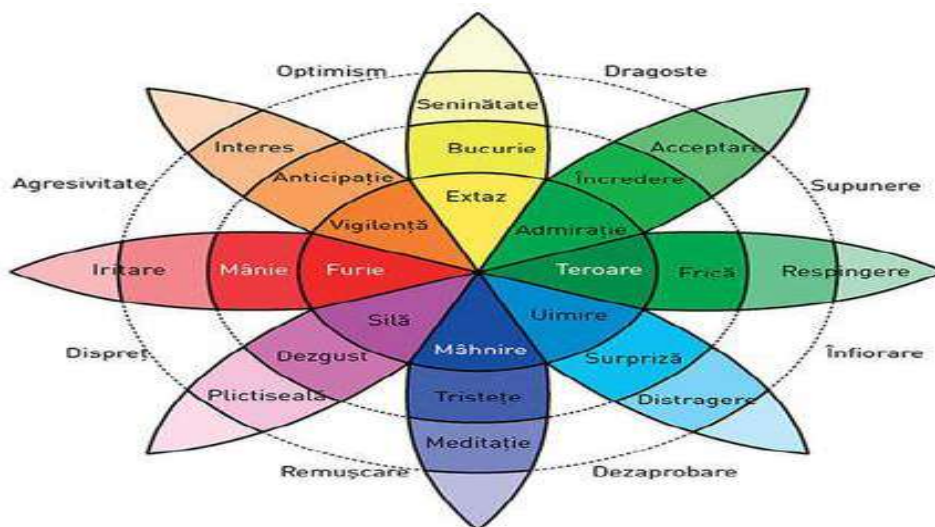 Optimism
Dragoste
Seninătate
Interes
Bucurie
Acceptare
Anticipație
Încredere
Agresivitate
Supunere
Extaz
Vigilență
Admirație
Iritare
Mânie
Furie
Teroare
Frică
Respingere
Silă
Uimire
Dispreț
Dezgust
Mâhnire
Surpriză
Înfiorare
Plictiseală
Tristețe
Distragere
Meditație
Remușcare
Dezaprobare